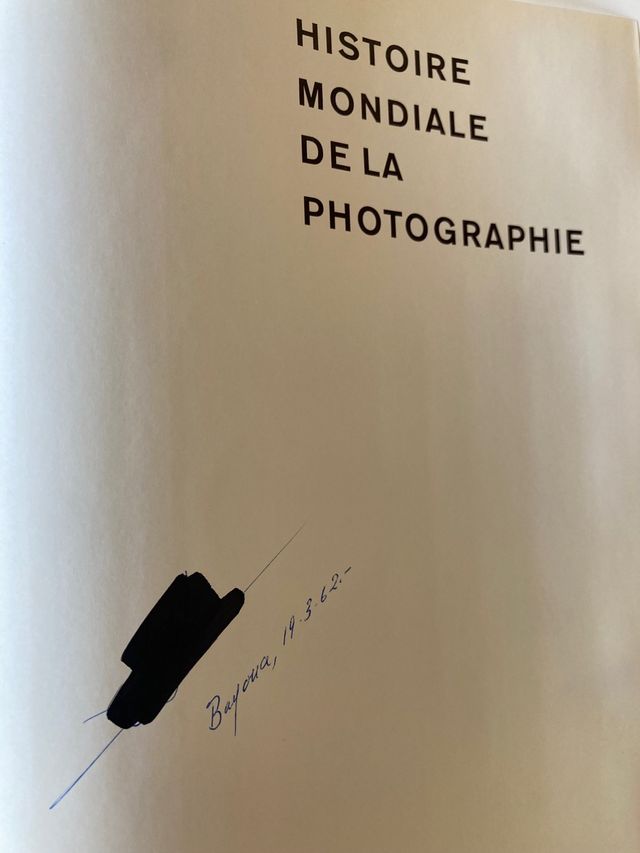 HISTOIRE
MONDIALE
DE LA
PHOTOGRAPHIE
Bayona, 19.3.62.-